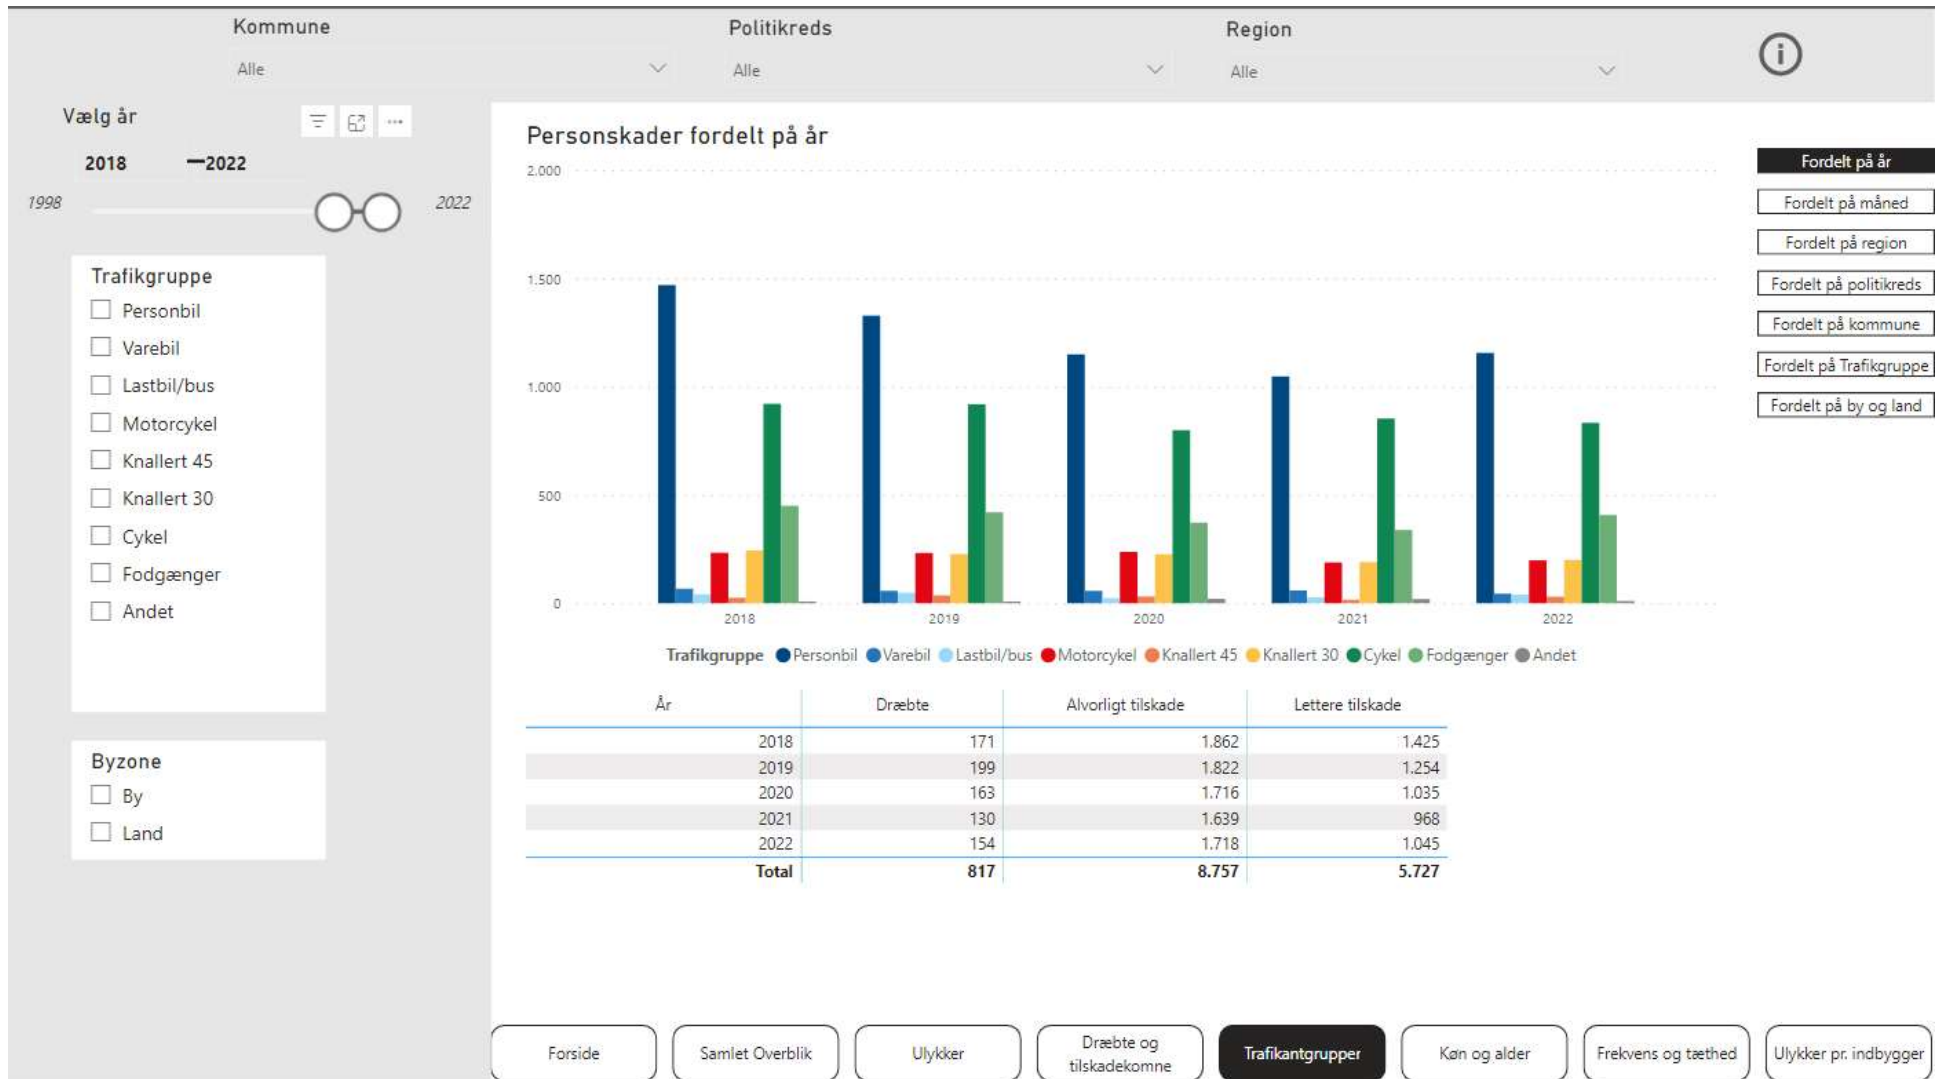 Kommune
Alle
Politikreds
Alle
Region
Alle
i
Vælg år
2018 —2022
1998 2022
Trafikgruppe
Personbil
Varebil
Lastbil/bus
Motorcykel
Knallert 45
Knallert 30
Cykel
Fodgænger
Andet
Byzone
By
Land
Personskader fordelt på år
2.000
1.500
1.000
500
0
2018 2019 2020 2021 2022
Trafikgruppe Personbil Varebil Lastbil/bus Motorcykel Knallert 45 Knallert 30 Cykel Fodgænger Andet
År Dræbte Alvorligt tilskade Lettere tilskade
2018 171 1.862 1.425
2019 199 1.822 1.254
2020 163 1.716 1.035
2021 130 1.639 968
2022 154 1.718 1.045
Total 817 8.757 5.727
Fordelt på år
Fordelt på måned
Fordelt på region
Fordelt på politikreds
Fordelt på kommune
Fordelt på Trafikgruppe
Fordelt på by og land
Forside
Samlet Overblik
Ulykker
Dræbte og
tilskadekomne
Trafikantgrupper
Køn og alder
Frekvens og tæthed
Ulykker pr. indbygger